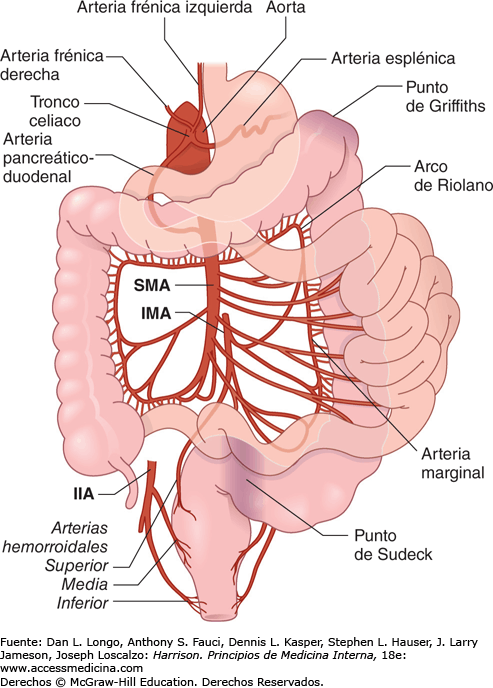 Arteria frénica izquierda
Aorta
Arteria frénica
derecha
Arteria esplénica
Tronco
celiaco
Punto
de Griffiths
Arteria
pancreático-
duodenal
Arco
de Riolano
SMA
IMA
Arteria
marginal
IIA
Arterias
hemorroidales
Superior
Media
Inferior
Punto
de Sudeck
Fuente: Dan L. Longo, Anthony S. Fauci, Dennis L. Kasper, Stephen L. Hauser, J. Larry
Jameson, Joseph Loscalzo: Harrison. Principios de Medicina Interna, 18e:
www.accessmedicina.com
Derechos © McGraw-Hill Education. Derechos Reservados.